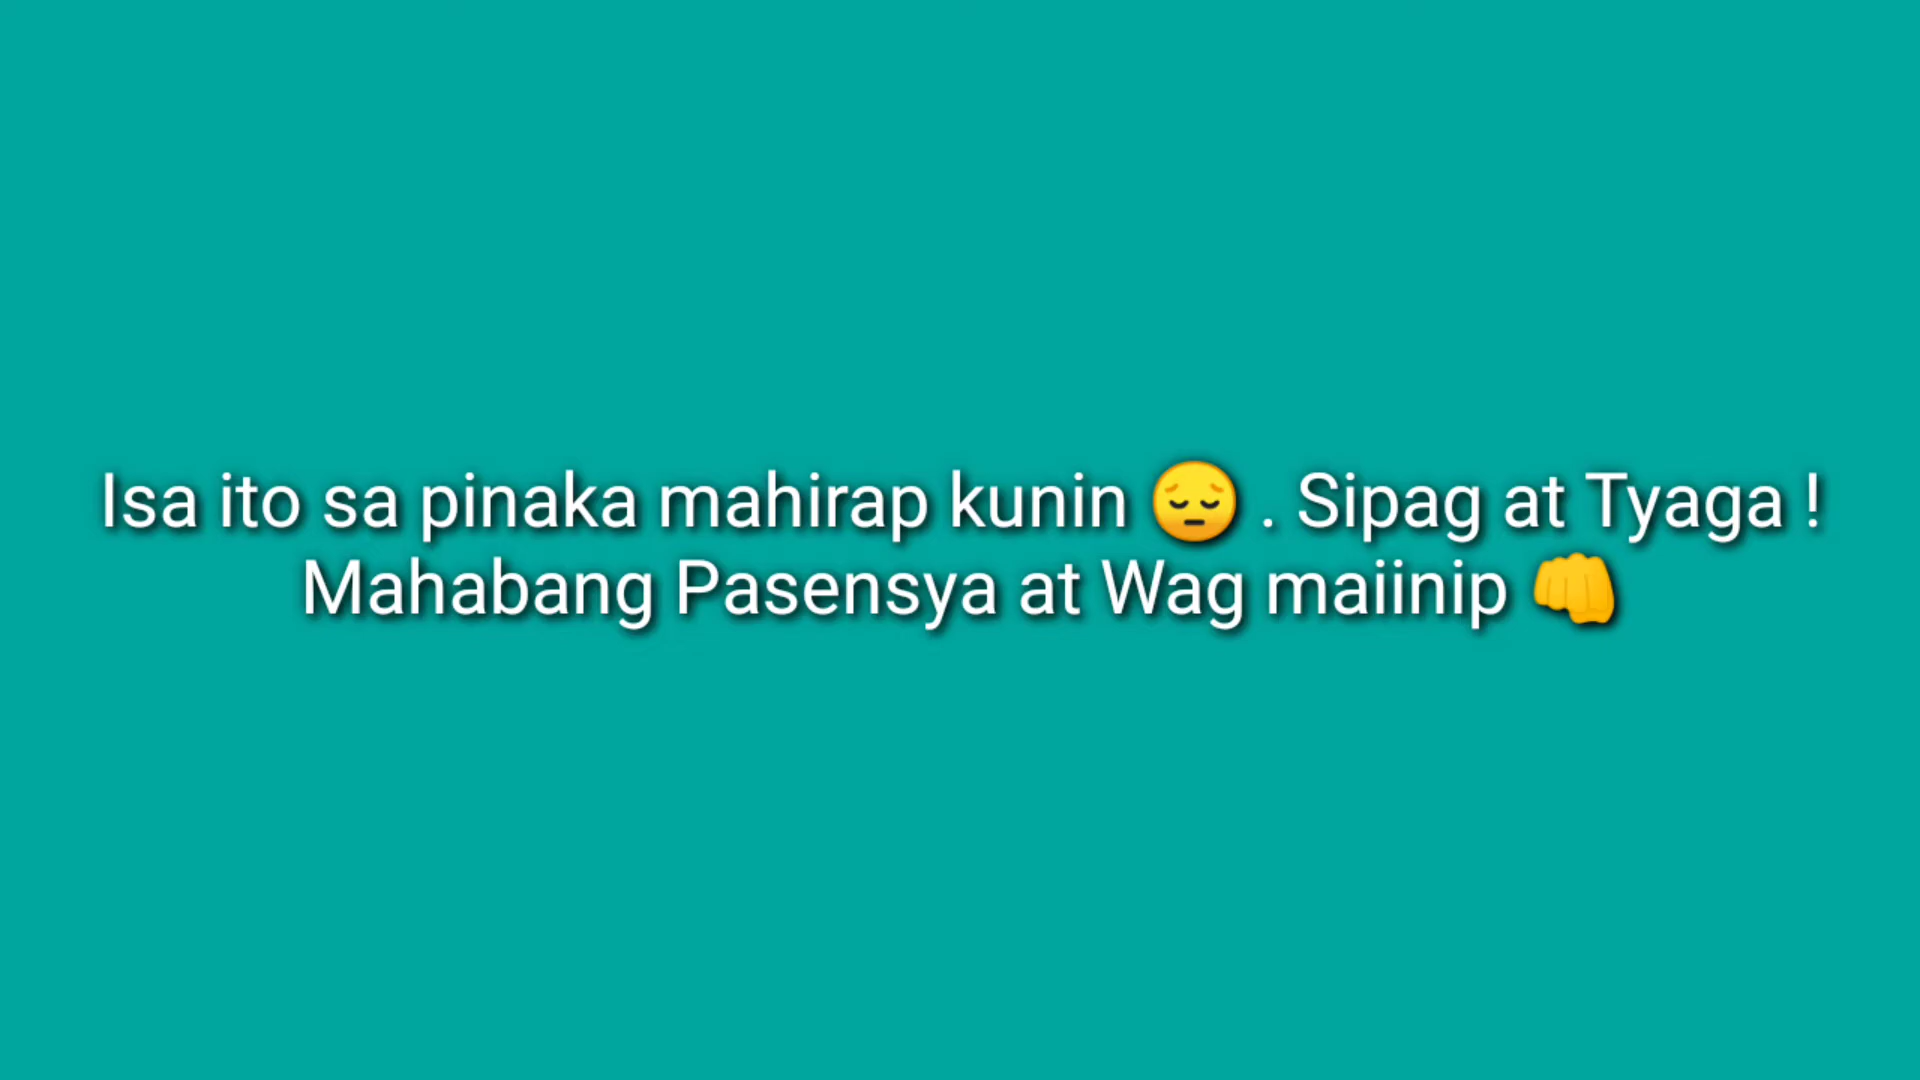 Isa ito sa pinaka mahirap kunin 😔 . Sipag at Tyaga !
Mahabang Pasensya at Wag maiinip 👊